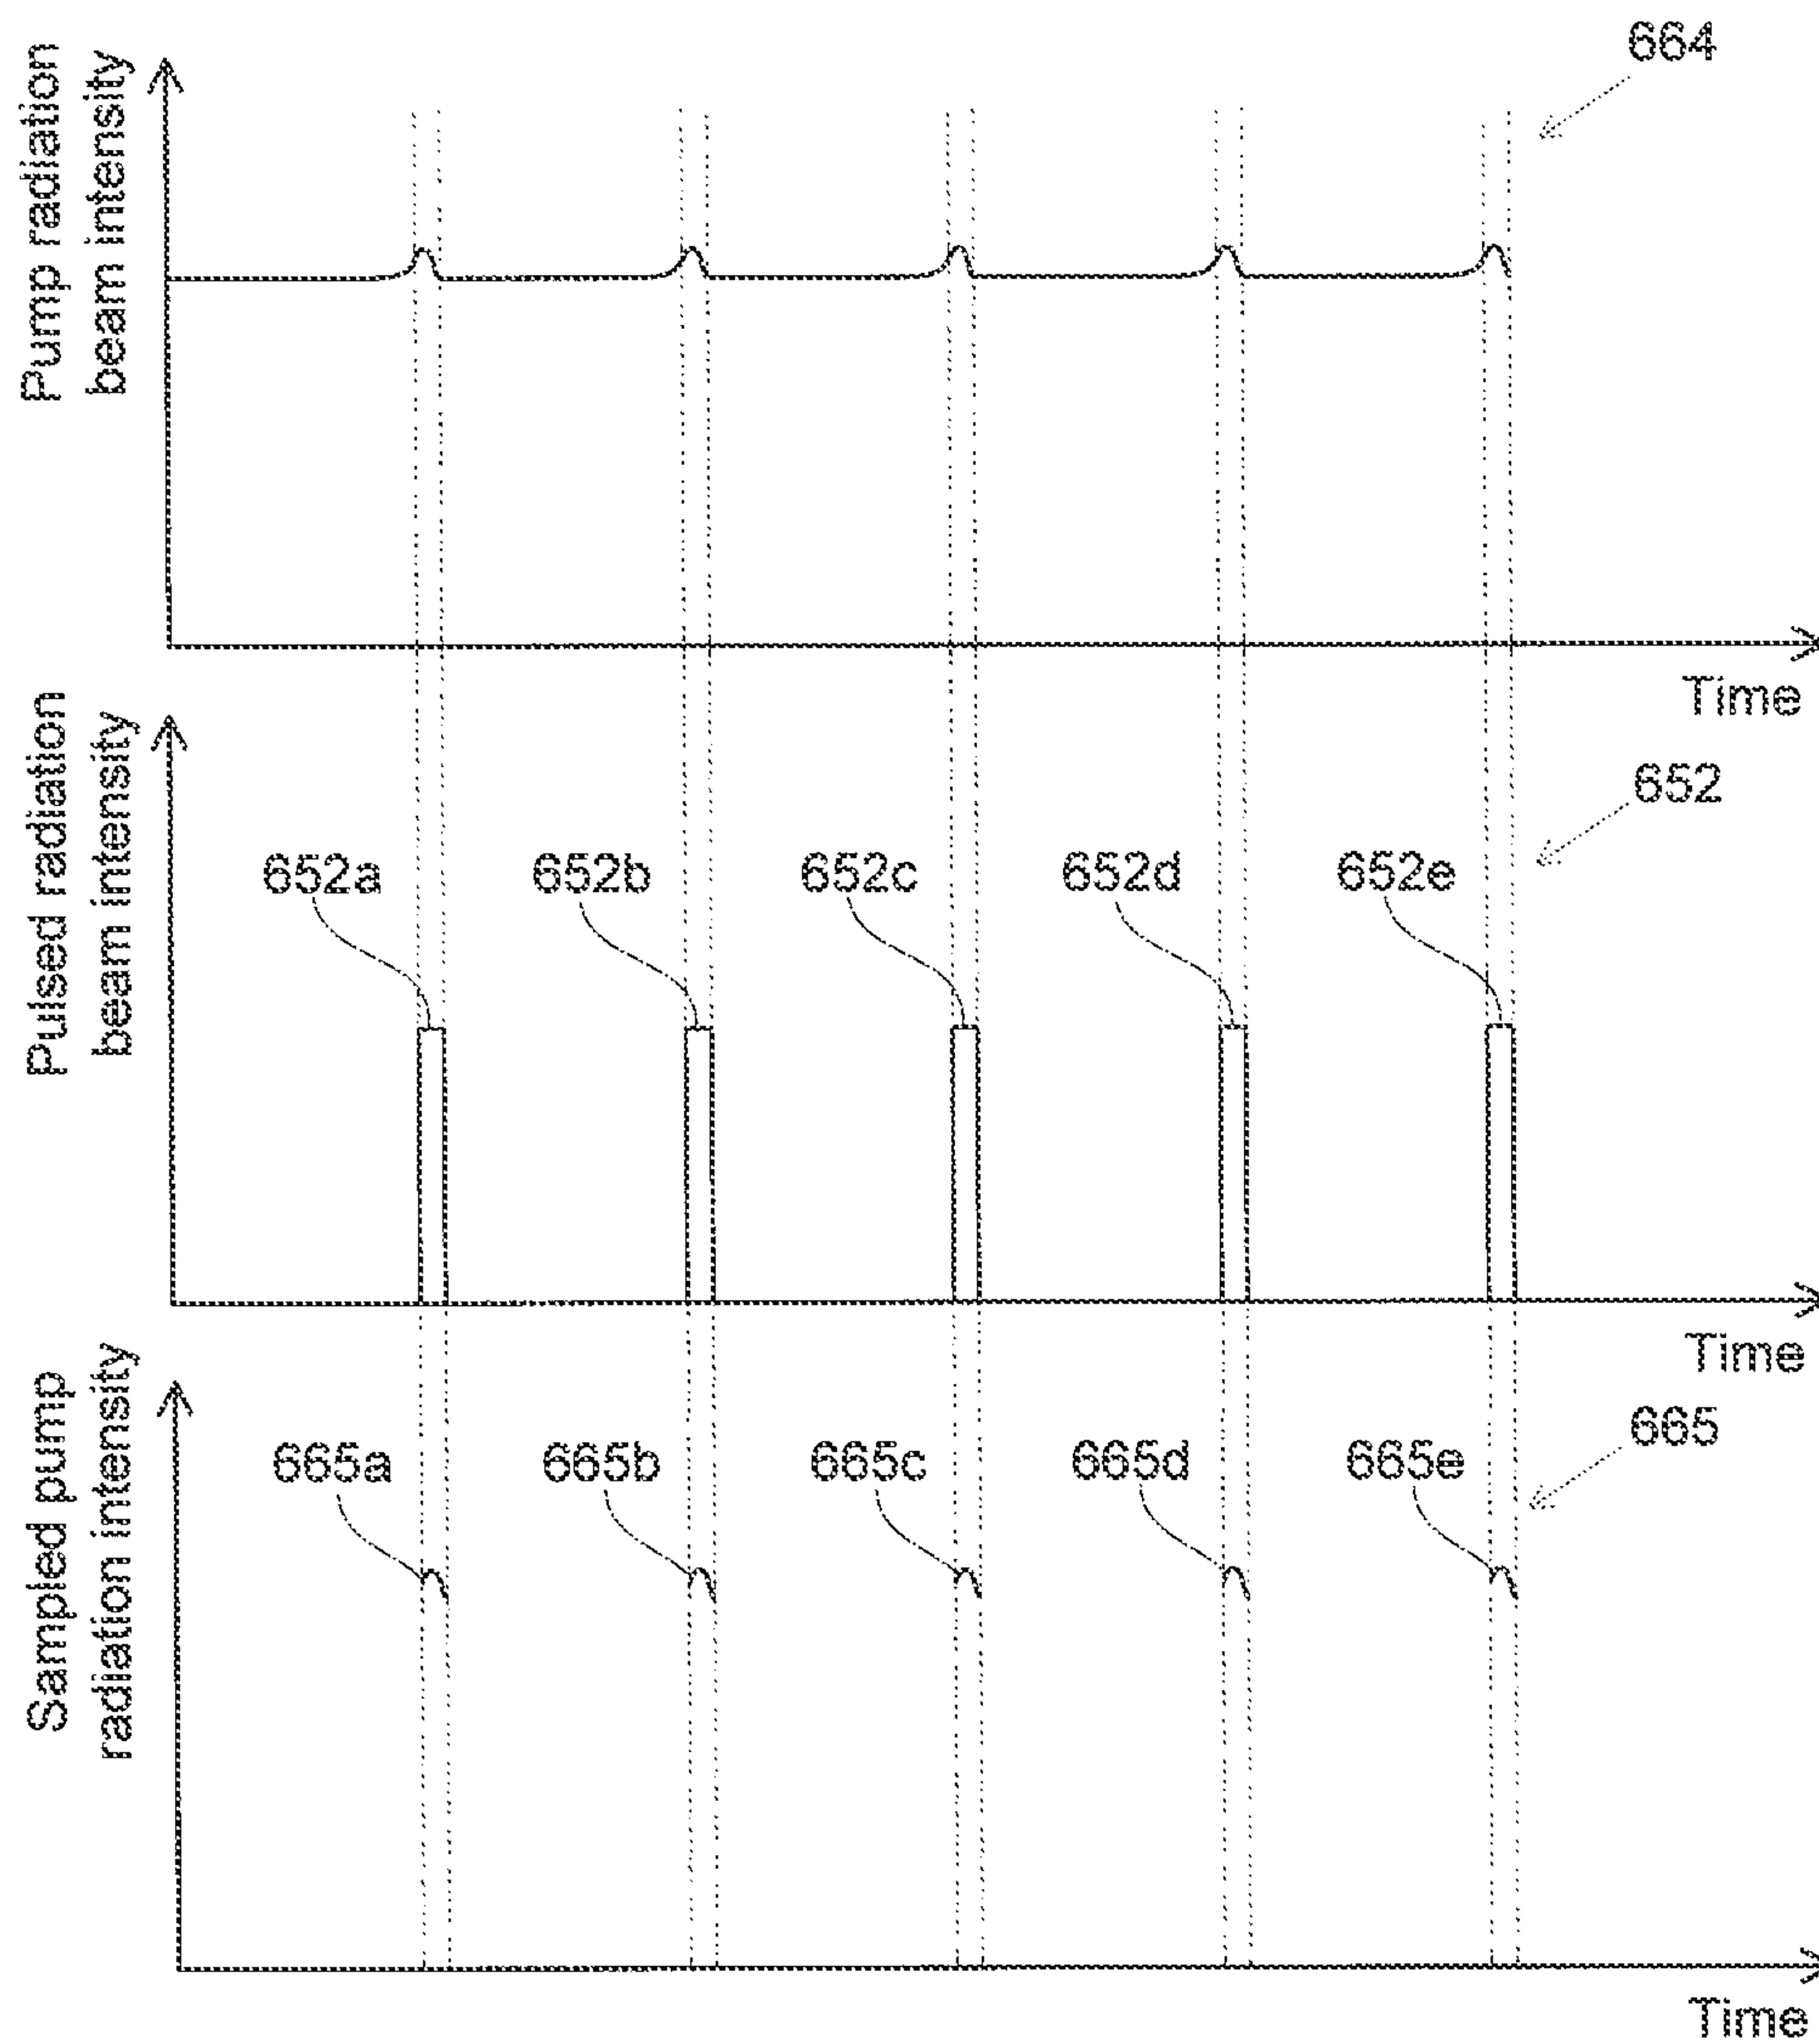 664
Pump radiation
beam intensity
Time
652
Pulsed radiation
beam intensity
652a
652b
652c
652d
652e
Time
665
Sampled pump
radiation intensity
665a
665b
665c
665d
665e
Time